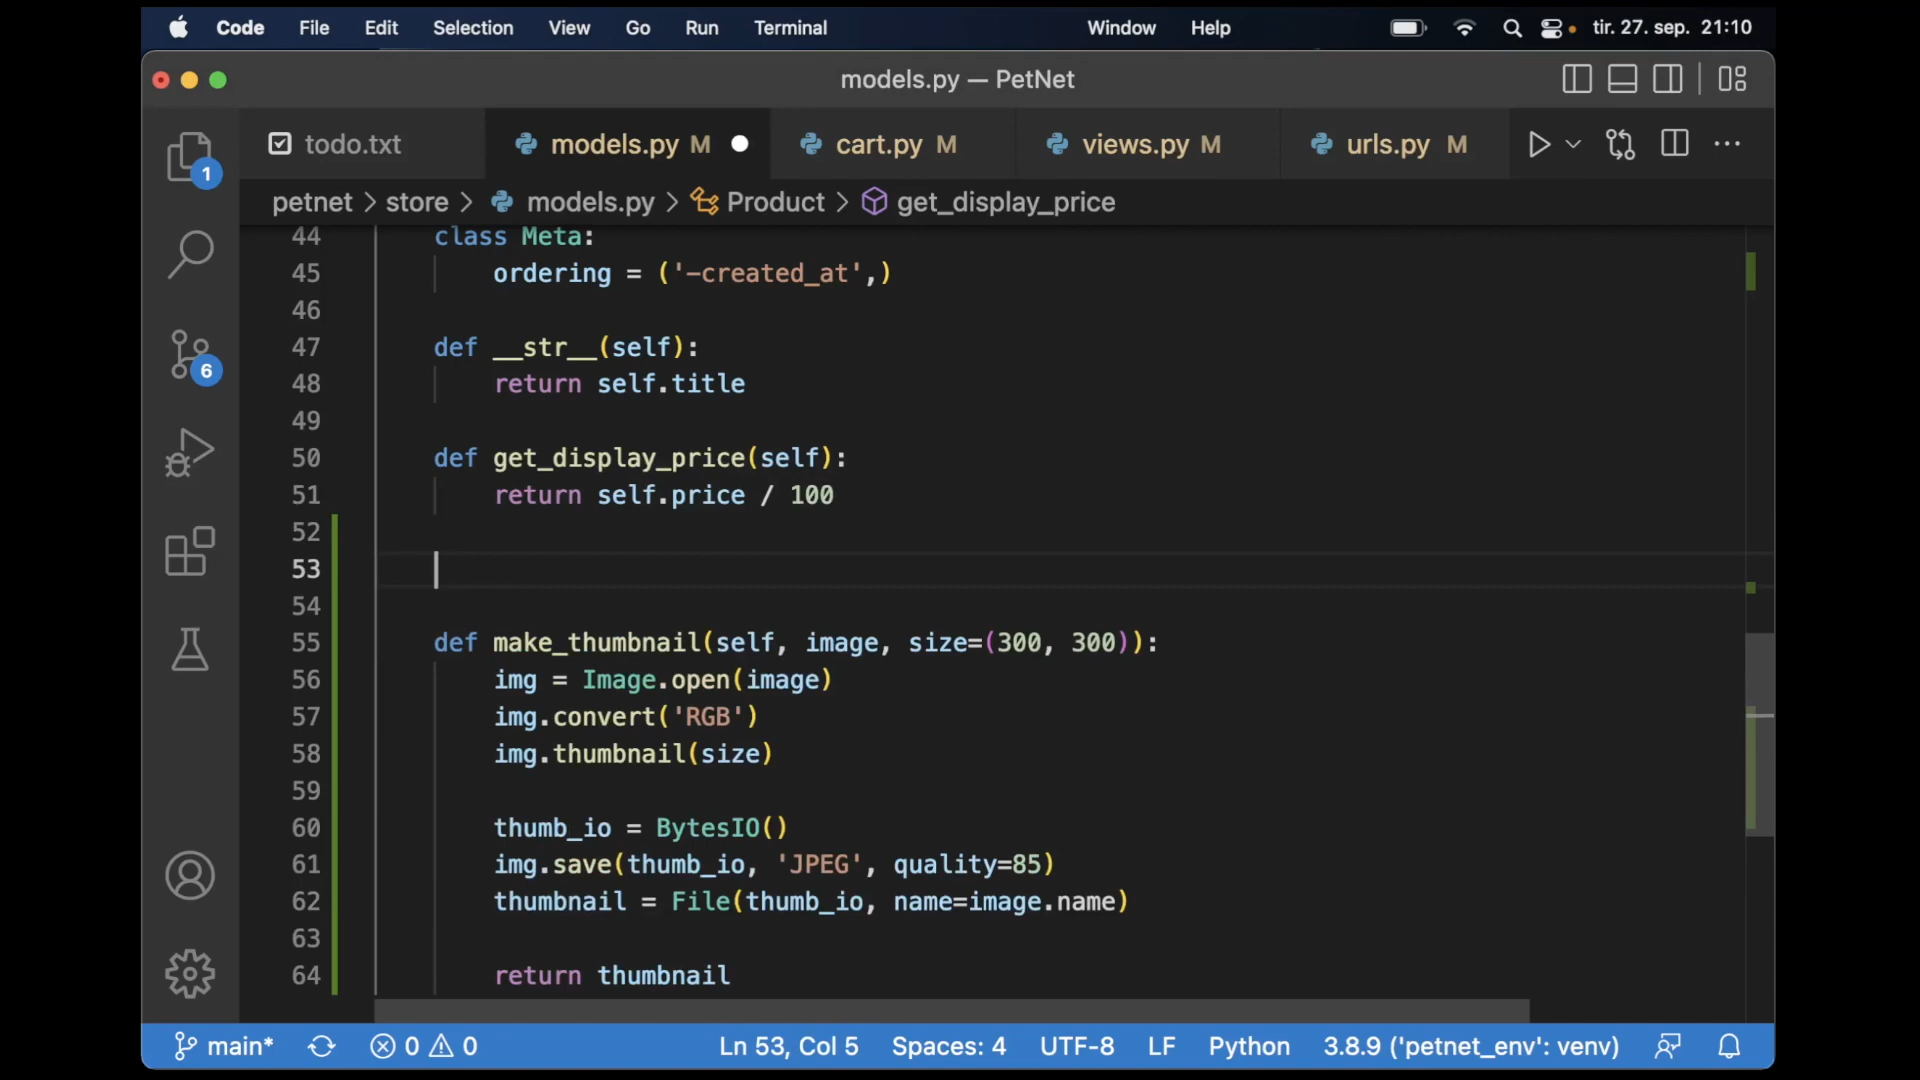 Code File Edit Selection View Go Run Terminal Window Help tir. 27. sep. 21:10
models.py — PetNet
todo.txt models.py M cart.py M views.py M urls.py M
1
petnet > store > models.py > Product > get_display_price
44 class Meta:
45 ordering = ('-created_at',)
46
47 def __str__(self):
48 return self.title
6
49
50 def get_display_price(self):
51 return self.price / 100
52
53
54
55 def make_thumbnail(self, image, size=(300, 300)):
56 img = Image.open(image)
57 img.convert('RGB')
58 img.thumbnail(size)
59
60 thumb_io = BytesIO()
61 img.save(thumb_io, 'JPEG', quality=85)
62 thumbnail = File(thumb_io, name=image.name)
63
64 return thumbnail
main* 0 0 Ln 53, Col 5 Spaces: 4 UTF-8 LF Python 3.8.9 ('petnet_env': venv)